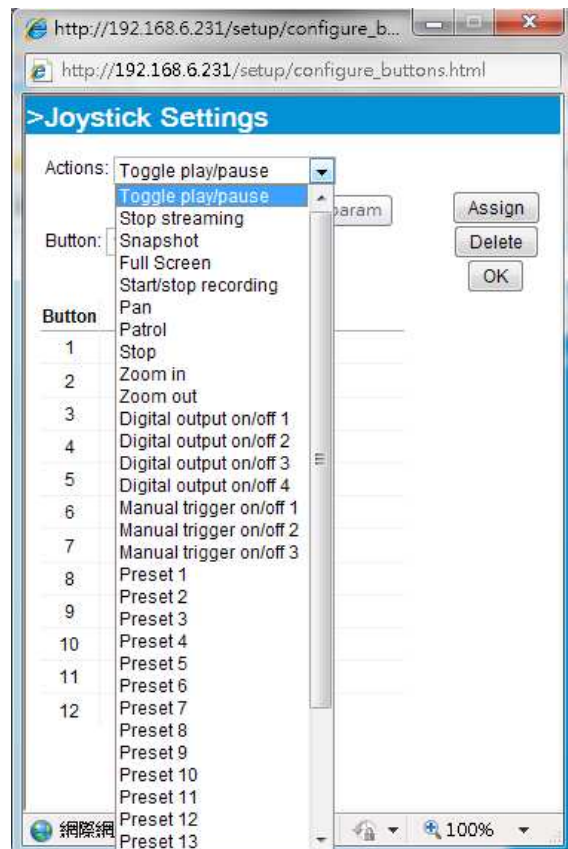 http://192.168.6.231/setup/configure_b...
http://192.168.6.231/setup/configure_buttons.html
>Joystick Settings
Actions: Toggle play/pause
Toggle play/pause
Stop streaming
Snapshot
Full Screen
Start/stop recording
Pan
Patrol
Stop
Zoom in
Zoom out
Digital output on/off 1
Digital output on/off 2
Digital output on/off 3
Digital output on/off 4
Manual trigger on/off 1
Manual trigger on/off 2
Manual trigger on/off 3
Preset 1
Preset 2
Preset 3
Preset 4
Preset 5
Preset 6
Preset 7
Preset 8
Preset 9
Preset 10
Preset 11
Preset 12
Preset 13
param
Assign
Button:
Delete
OK
Button
1
2
3
4
5
6
7
8
9
10
11
12
網際網
100%